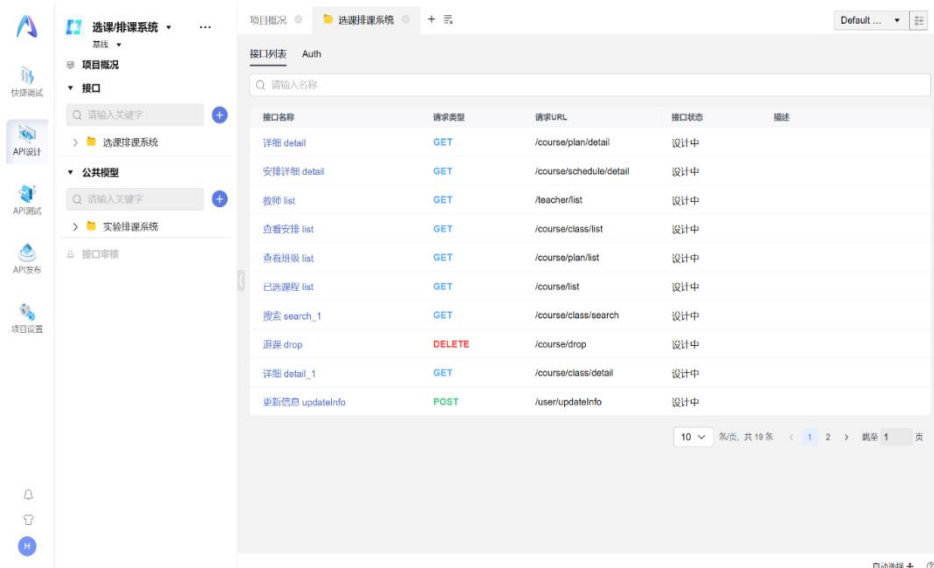 选课/排课系统
基线
项目概况
接口
请输入关键字
选课排课系统
公共模型
请输入关键字
实验排课系统
接口审核
快捷调试
API设计
API测试
API发布
项目设置
H
项目概况 选课排课系统 Default ...
接口列表 Auth
请输入名称
接口名称 请求类型 请求URL 接口状态 描述
详细 detail GET /course/plan/detail 设计中
安排详细 detail GET /course/schedule/detail 设计中
教师 list GET /teacher/list 设计中
查看安排 list GET /course/class/list 设计中
查看班级 list GET /course/plan/list 设计中
已选课程 list GET /course/list 设计中
搜索 search_1 GET /course/class/search 设计中
退课 drop DELETE /course/drop 设计中
详细 detail_1 GET /course/class/detail 设计中
更新信息 updateInfo POST /user/updateInfo 设计中
10 条/页, 共 19 条 1 2 跳至 1 页
自动选择